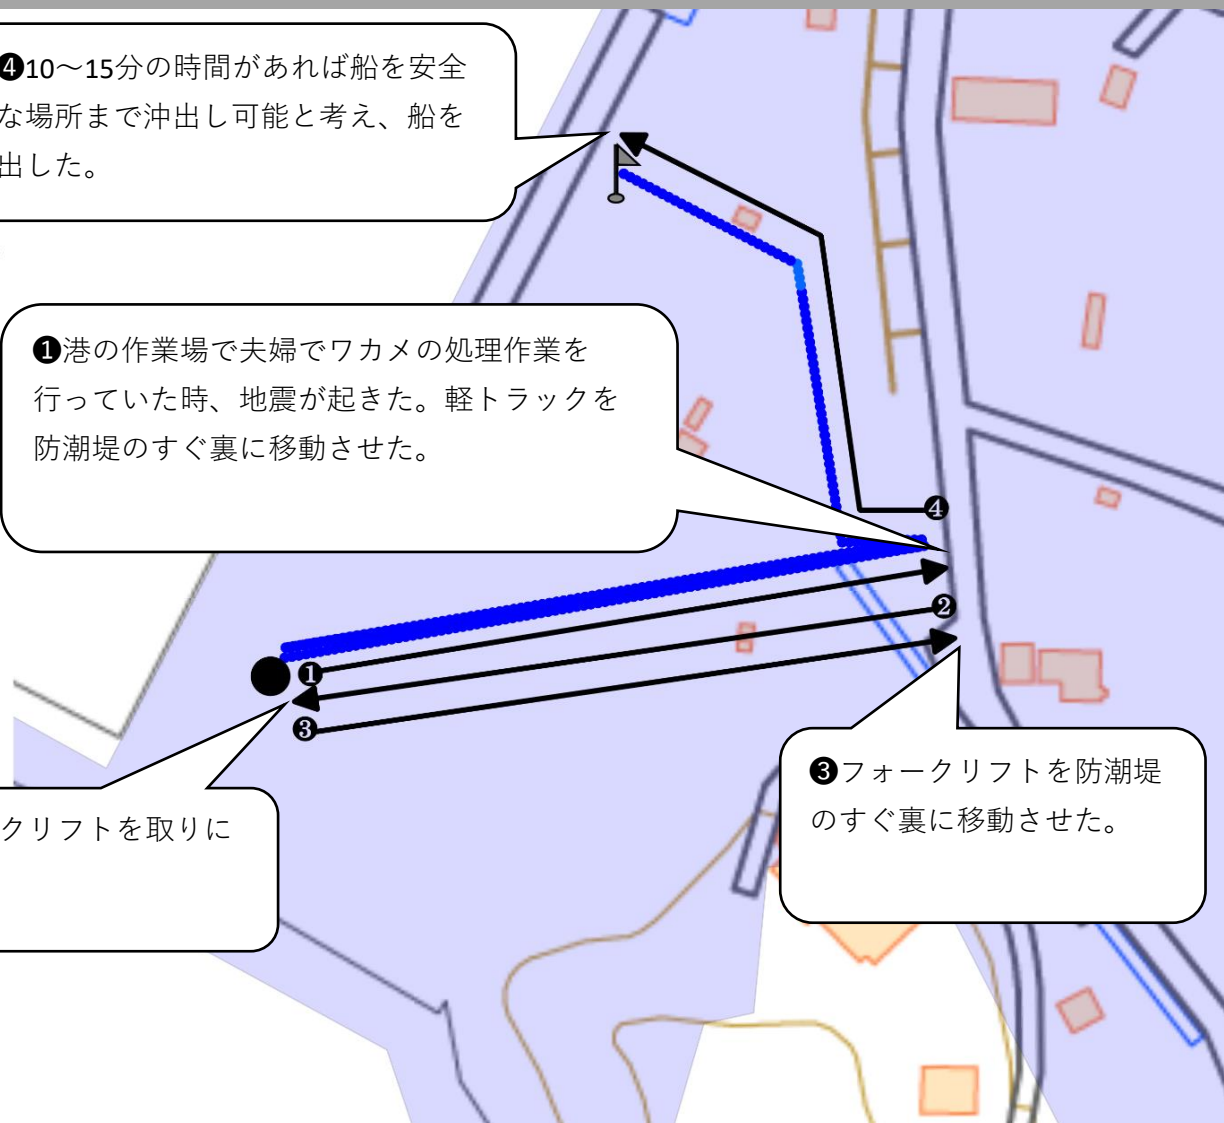 ❹10～15分の時間があれば船を安全
な場所まで沖出し可能と考え、船を
出した。
❶港の作業場で夫婦でワカメの処理作業を
行っていた時、地震が起きた。軽トラックを
防潮堤のすぐ裏に移動させた。
❹
❷
❶
❸
❸フォークリフトを防潮堤
のすぐ裏に移動させた。
クリフトを取りに